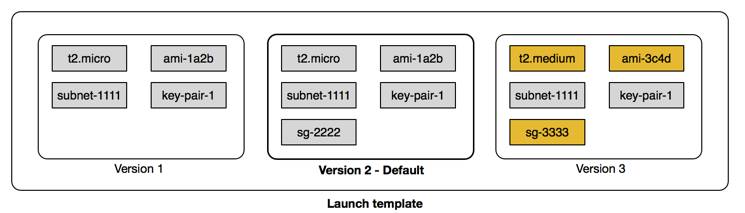 t2.micro ami-1a2b
subnet-1111 key-pair-1
Version 1
t2.micro ami-1a2b
subnet-1111 key-pair-1
sg-2222
Version 2 - Default
t2.medium ami-3c4d
subnet-1111 key-pair-1
sg-3333
Version 3
Launch template